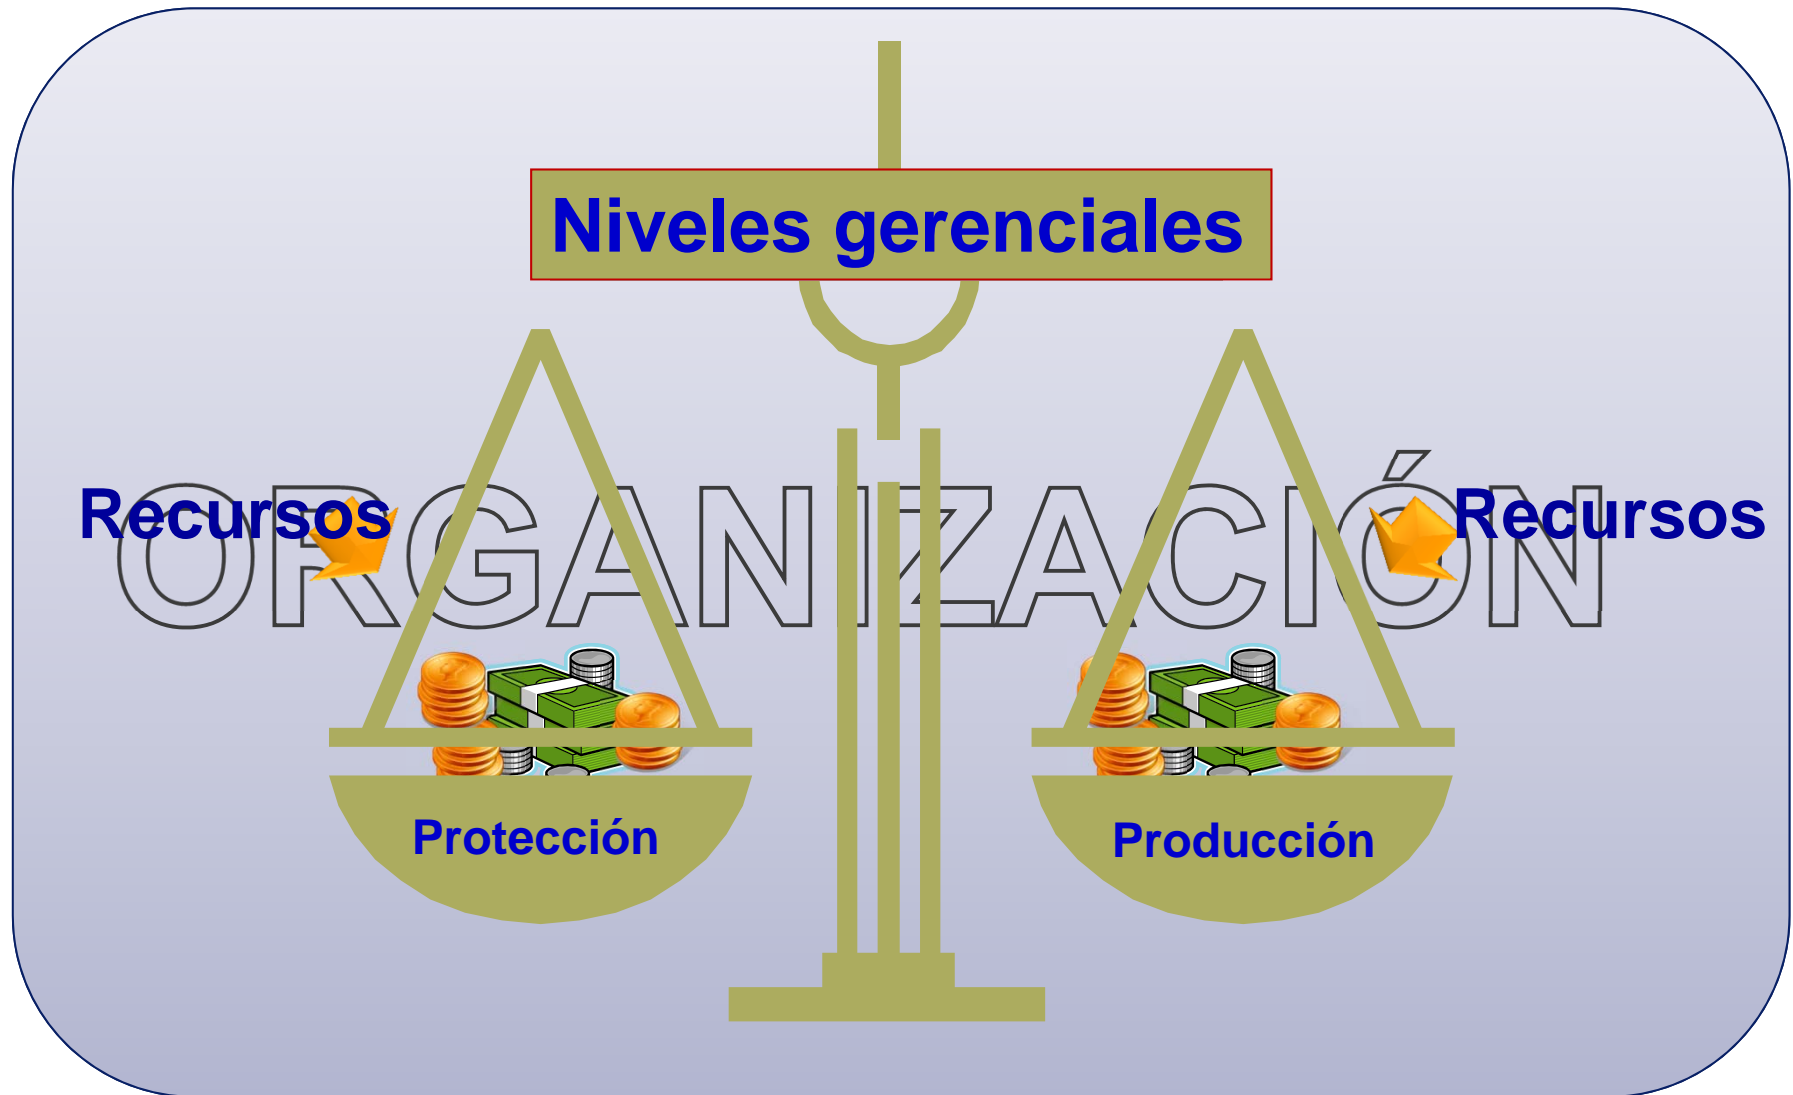 Niveles gerenciales
ORGANIZACIÓN
Recursos
Recursos
Protección
Producción